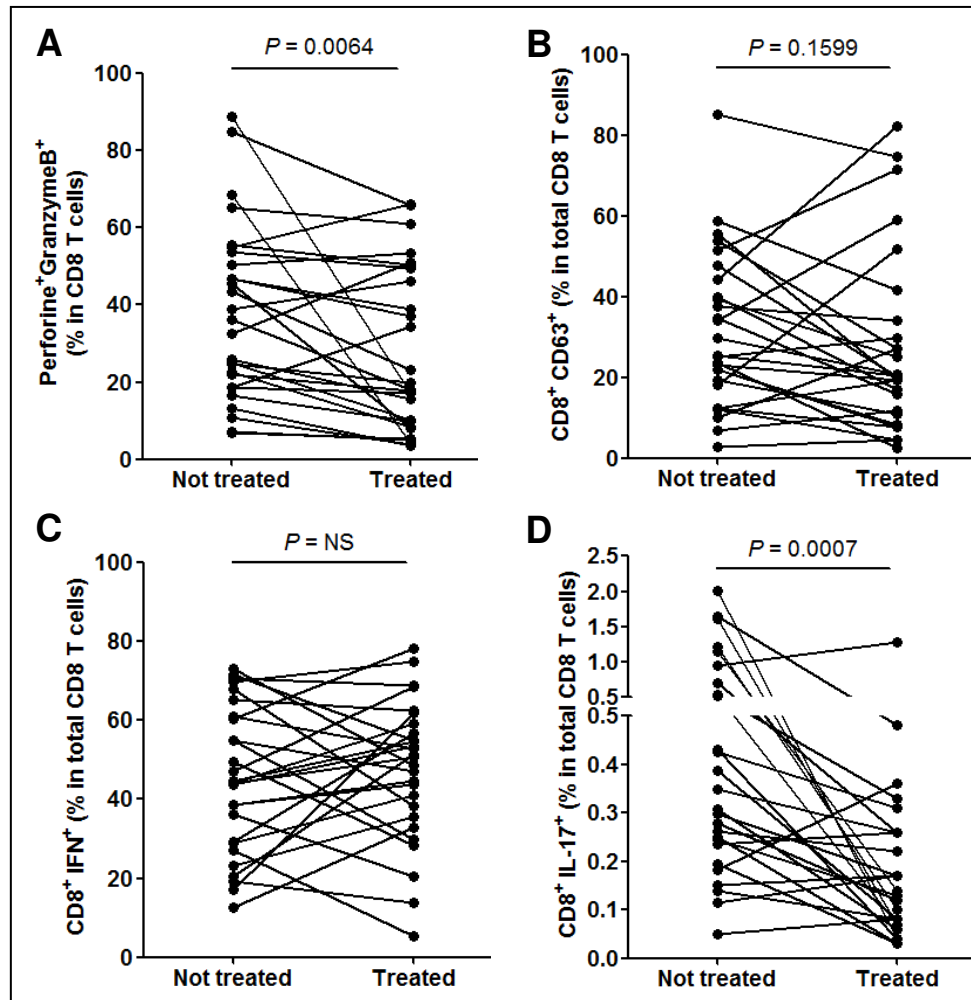 A
P = 0.0064
Perforine+GranzymeB+
(% in CD8 T cells)
100
80
60
40
20
0
Not treated
Treated
B
P = 0.1599
CD8+ CD63+ (% in total CD8 T cells)
100
80
60
40
20
0
Not treated
Treated
C
P = NS
CD8+ IFN+ (% in total CD8 T cells)
100
80
60
40
20
0
Not treated
Treated
D
P = 0.0007
CD8+ IL-17+ (% in total CD8 T cells)
2.5
2.0
1.5
1.0
0.5
0.5
0.4
0.3
0.2
0.1
0.0
Not treated
Treated